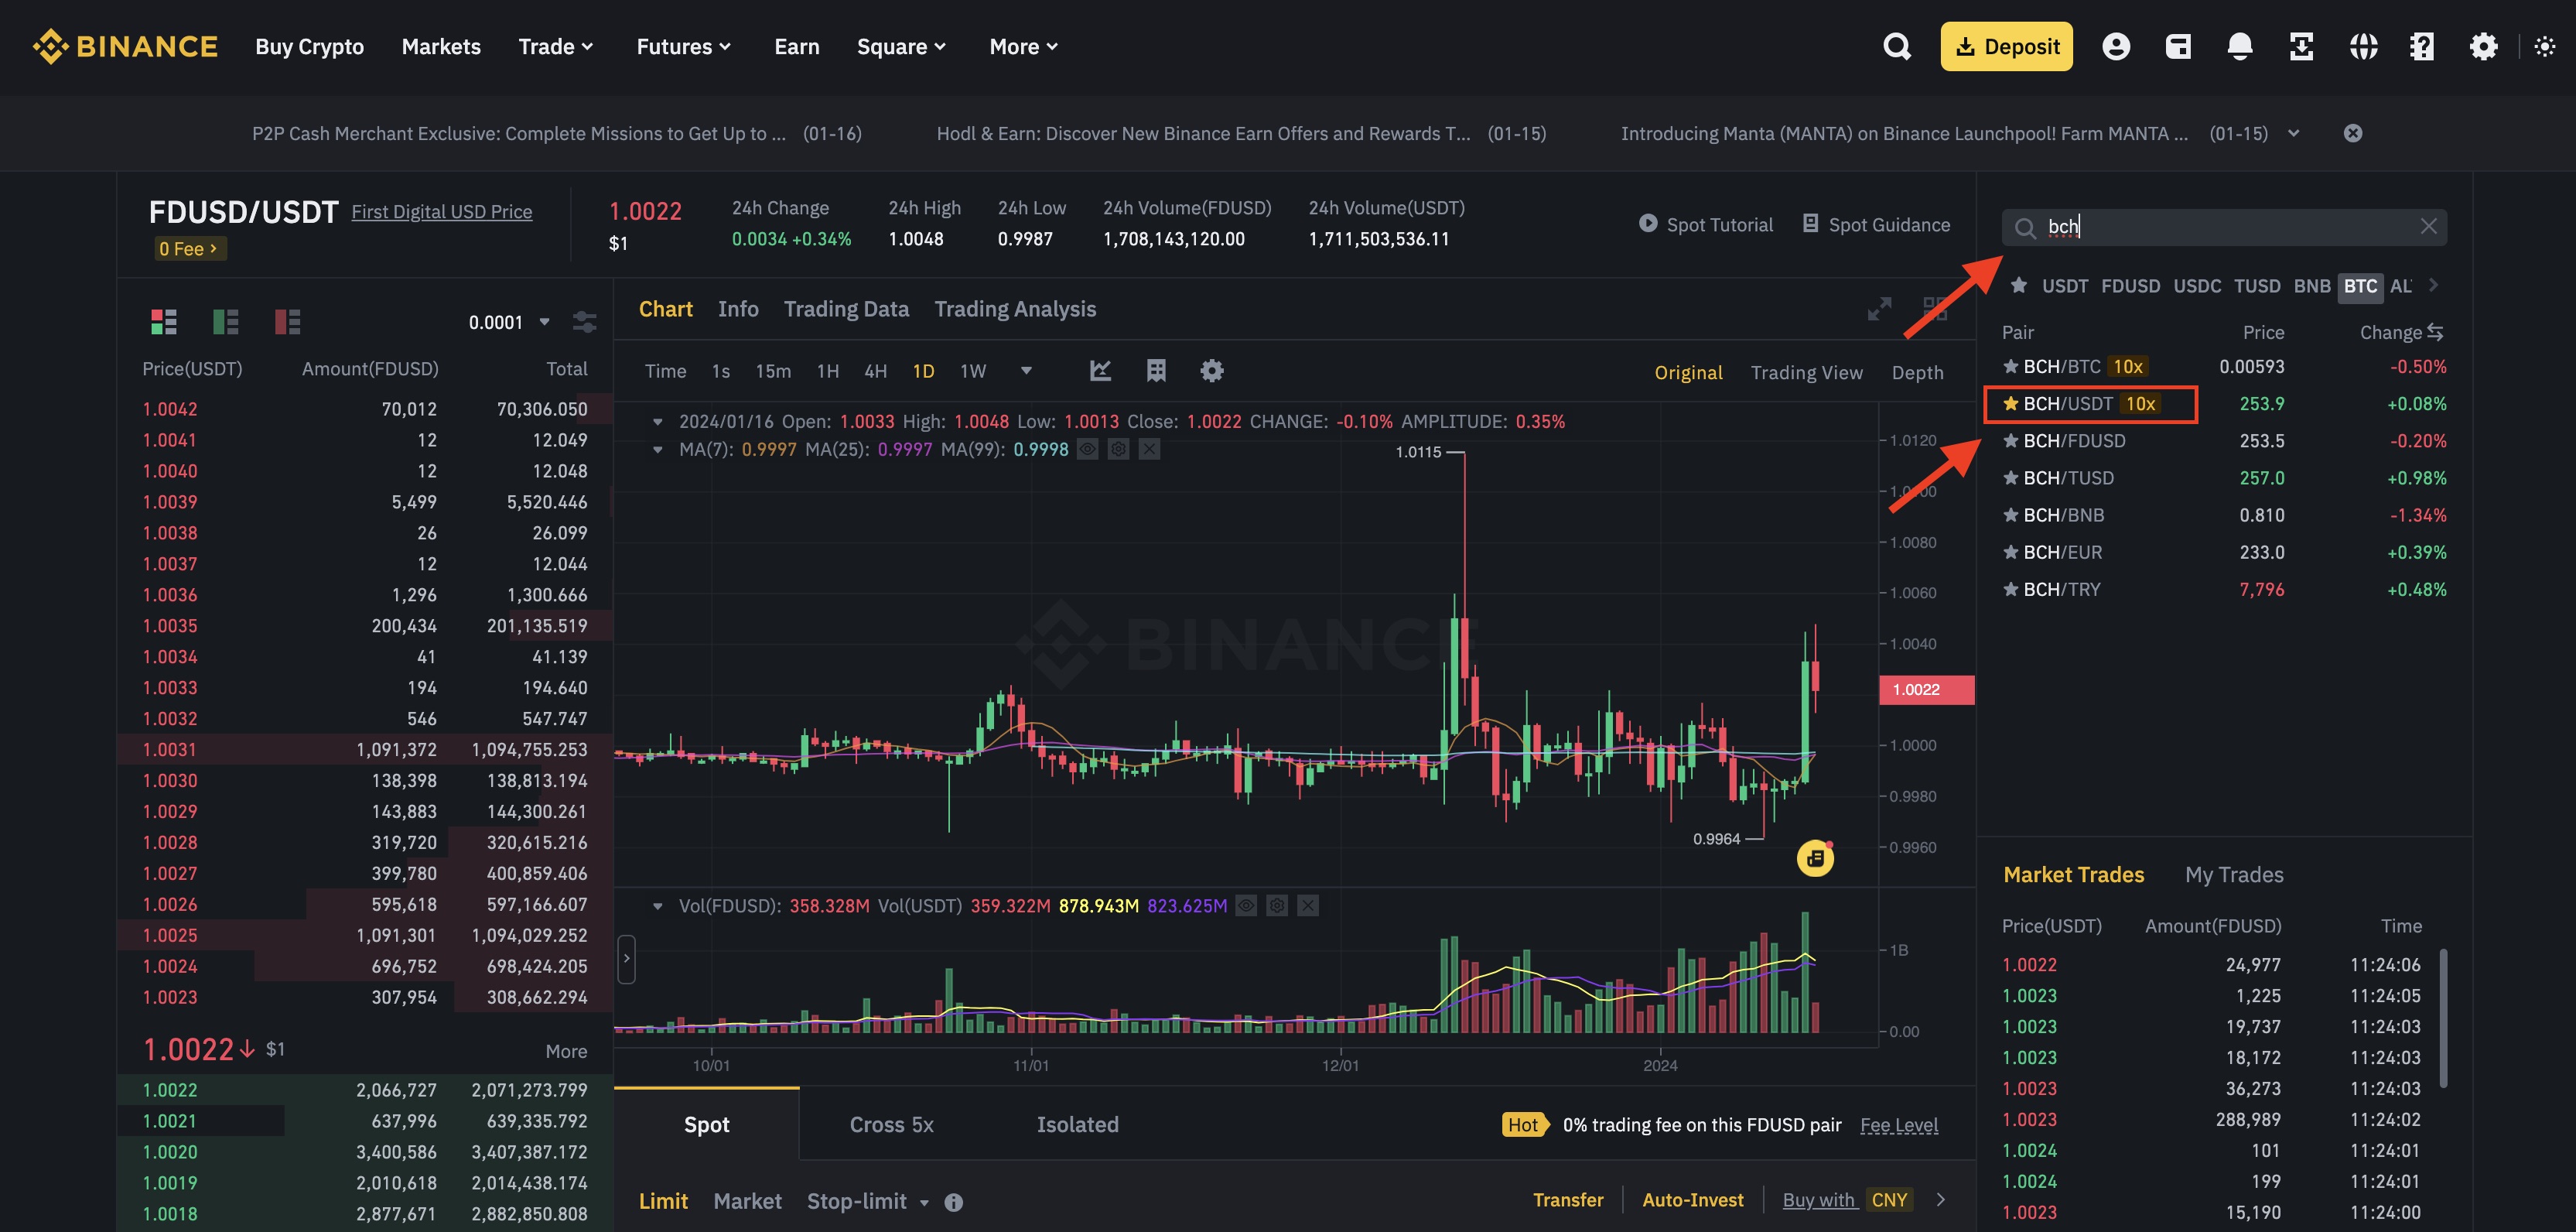 BINANCE Buy Crypto Markets Trade Futures Earn Square More Deposit
P2P Cash Merchant Exclusive: Complete Missions to Get Up to ... (01-16) Hodl & Earn: Discover New Binance Earn Offers and Rewards T... (01-15) Introducing Manta (MANTA) on Binance Launchpool! Farm MANTA ... (01-15)
FDUSD/USDT First Digital USD Price
0 Fee >
1.0022
$1
24h Change
0.0034 +0.34%
24h High
1.0048
24h Low
0.9987
24h Volume(FDUSD)
1,708,143,120.00
24h Volume(USDT)
1,711,503,536.11
Spot Tutorial Spot Guidance
0.0001
Price(USDT) Amount(FDUSD) Total
1.0042 70,012 70,306.050
1.0041 12 12.049
1.0040 12 12.048
1.0039 5,499 5,520.446
1.0038 26 26.099
1.0037 12 12.044
1.0036 1,296 1,300.666
1.0035 200,434 201,135.519
1.0034 41 41.139
1.0033 194 194.640
1.0032 546 547.747
1.0031 1,091,372 1,094,755.253
1.0030 138,398 138,813.194
1.0029 143,883 144,300.261
1.0028 319,720 320,615.216
1.0027 399,780 400,859.406
1.0026 595,618 597,166.607
1.0025 1,091,301 1,094,029.252
1.0024 696,752 698,424.205
1.0023 307,954 308,662.294
1.0022 $1 More
1.0022 2,066,727 2,071,273.799
1.0021 637,996 639,335.792
1.0020 3,400,586 3,407,387.172
1.0019 2,010,618 2,014,438.174
1.0018 2,877,671 2,882,850.808
Chart Info Trading Data Trading Analysis
Time 1s 15m 1H 4H 1D 1W
Original Trading View Depth
2024/01/16 Open: 1.0033 High: 1.0048 Low: 1.0013 Close: 1.0022 CHANGE: -0.10% AMPLITUDE: 0.35%
MA(7): 0.9997 MA(25): 0.9997 MA(99): 0.9998
1.0115
BINANCE
0.9964
1.0120
1.0100
1.0080
1.0060
1.0040
1.0022
1.0000
0.9980
0.9960
Vol(FDUSD): 358.328M Vol(USDT) 359.322M 878.943M 823.625M
1B
0.00
10/01 11/01 12/01 2024
Spot Cross 5x Isolated
Hot 0% trading fee on this FDUSD pair Fee Level
Limit Market Stop-limit
Transfer Auto-Invest Buy with CNY
bch
USDT FDUSD USDC TUSD BNB BTC AL
Pair Price Change
BCH/BTC 10x 0.00593 -0.50%
BCH/USDT 10x 253.9 +0.08%
BCH/FDUSD 253.5 -0.20%
BCH/TUSD 257.0 +0.98%
BCH/BNB 0.810 -1.34%
BCH/EUR 233.0 +0.39%
BCH/TRY 7,796 +0.48%
Market Trades My Trades
Price(USDT) Amount(FDUSD) Time
1.0022 24,977 11:24:06
1.0023 1,225 11:24:05
1.0023 19,737 11:24:03
1.0023 18,172 11:24:03
1.0023 36,273 11:24:03
1.0023 288,989 11:24:02
1.0024 101 11:24:01
1.0024 199 11:24:01
1.0023 15,190 11:24:00